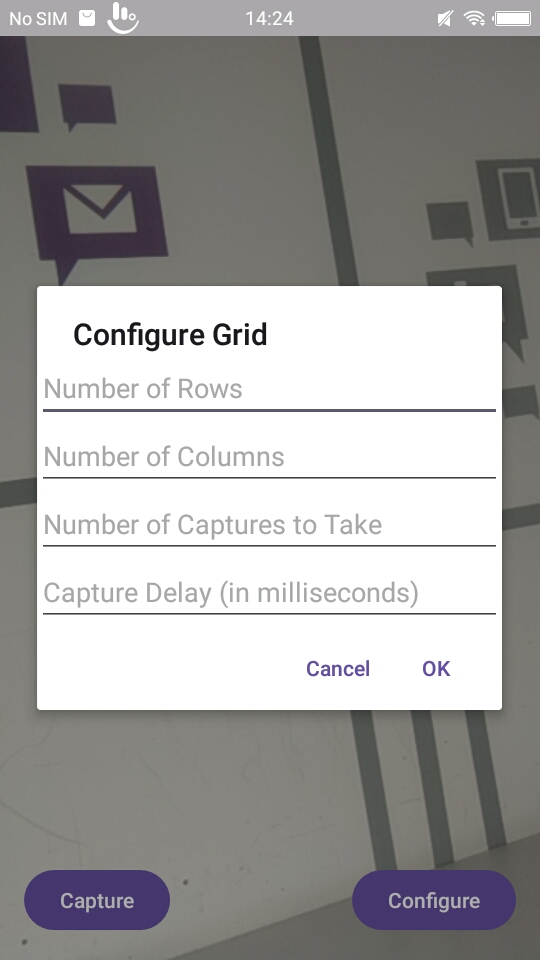 No SIM 14:24
Configure Grid
Number of Rows
Number of Columns
Number of Captures to Take
Capture Delay (in milliseconds)
Cancel OK
Capture Configure